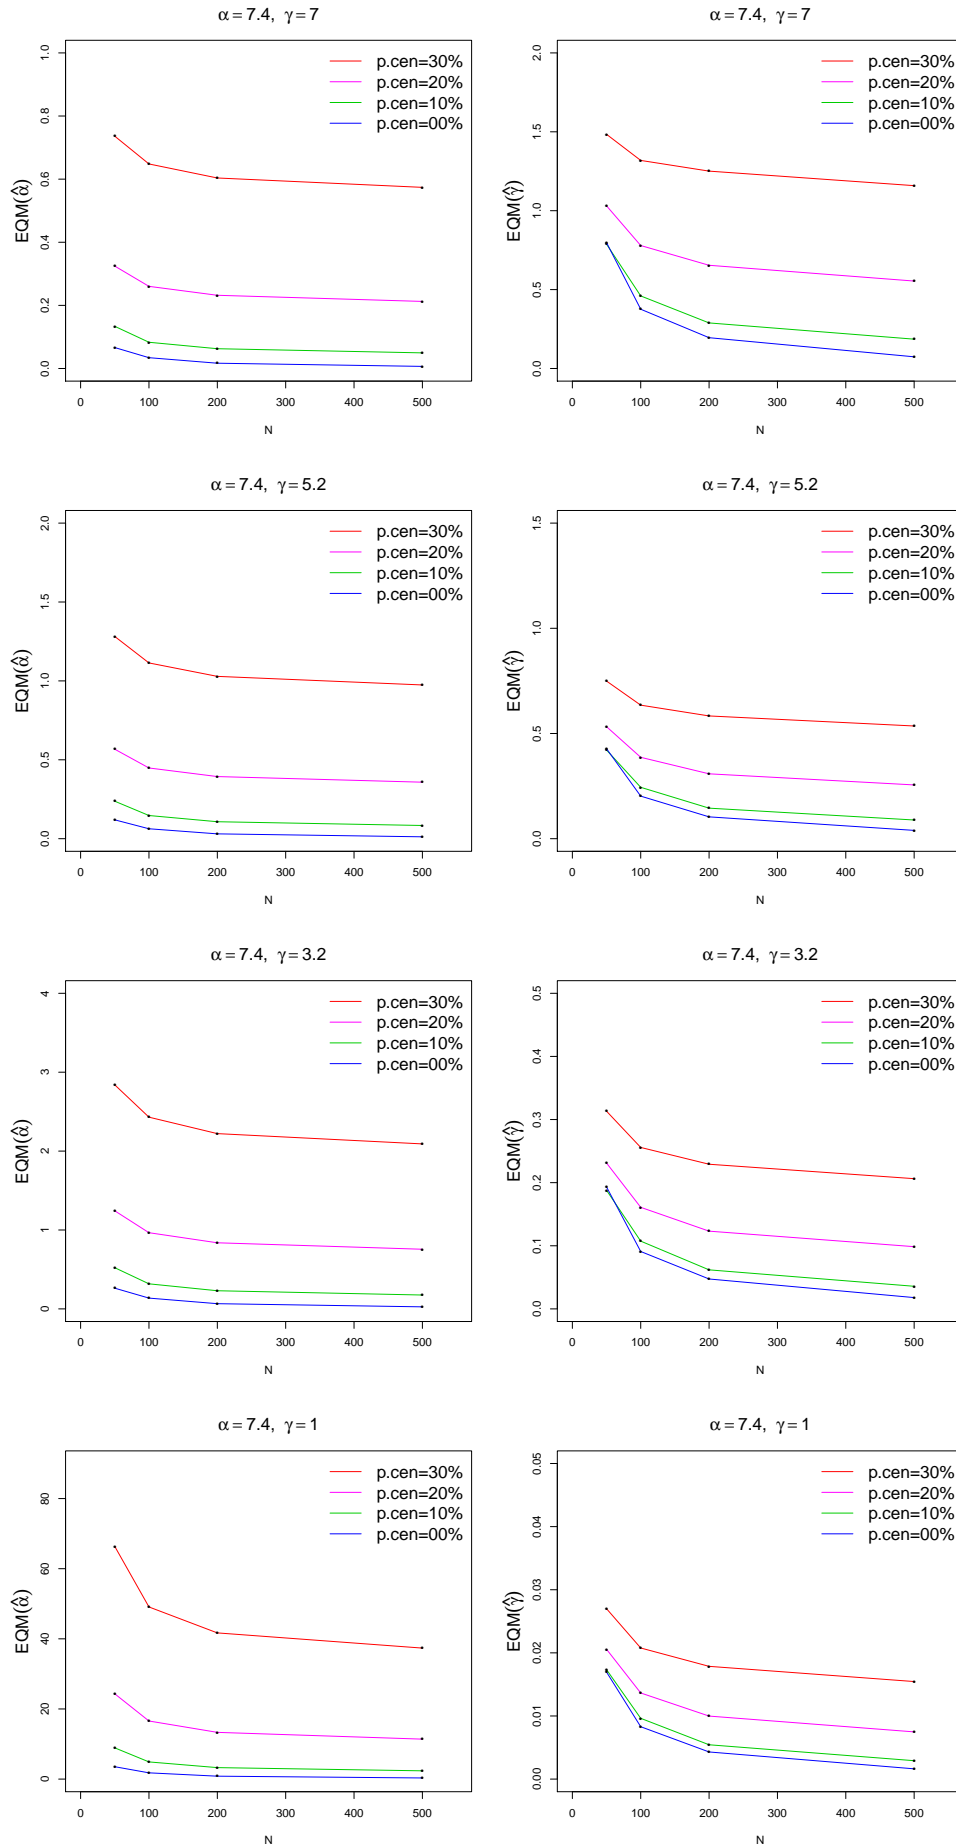 α = 7.4, γ = 7
EQM(α̂)
1.0
0.8
0.6
0.4
0.2
0.0
p.cen=30%
p.cen=20%
p.cen=10%
p.cen=00%
0 100 200 300 400 500
N
α = 7.4, γ = 7
EQM(γ̂)
2.0
1.5
1.0
0.5
0.0
p.cen=30%
p.cen=20%
p.cen=10%
p.cen=00%
0 100 200 300 400 500
N
α = 7.4, γ = 5.2
EQM(α̂)
2.0
1.5
1.0
0.5
0.0
p.cen=30%
p.cen=20%
p.cen=10%
p.cen=00%
0 100 200 300 400 500
N
α = 7.4, γ = 5.2
EQM(γ̂)
1.5
1.0
0.5
0.0
p.cen=30%
p.cen=20%
p.cen=10%
p.cen=00%
0 100 200 300 400 500
N
α = 7.4, γ = 3.2
EQM(α̂)
4
3
2
1
0
p.cen=30%
p.cen=20%
p.cen=10%
p.cen=00%
0 100 200 300 400 500
N
α = 7.4, γ = 3.2
EQM(γ̂)
0.5
0.4
0.3
0.2
0.1
0.0
p.cen=30%
p.cen=20%
p.cen=10%
p.cen=00%
0 100 200 300 400 500
N
α = 7.4, γ = 1
EQM(α̂)
80
60
40
20
0
p.cen=30%
p.cen=20%
p.cen=10%
p.cen=00%
0 100 200 300 400 500
N
α = 7.4, γ = 1
EQM(γ̂)
0.05
0.04
0.03
0.02
0.01
0.00
p.cen=30%
p.cen=20%
p.cen=10%
p.cen=00%
0 100 200 300 400 500
N